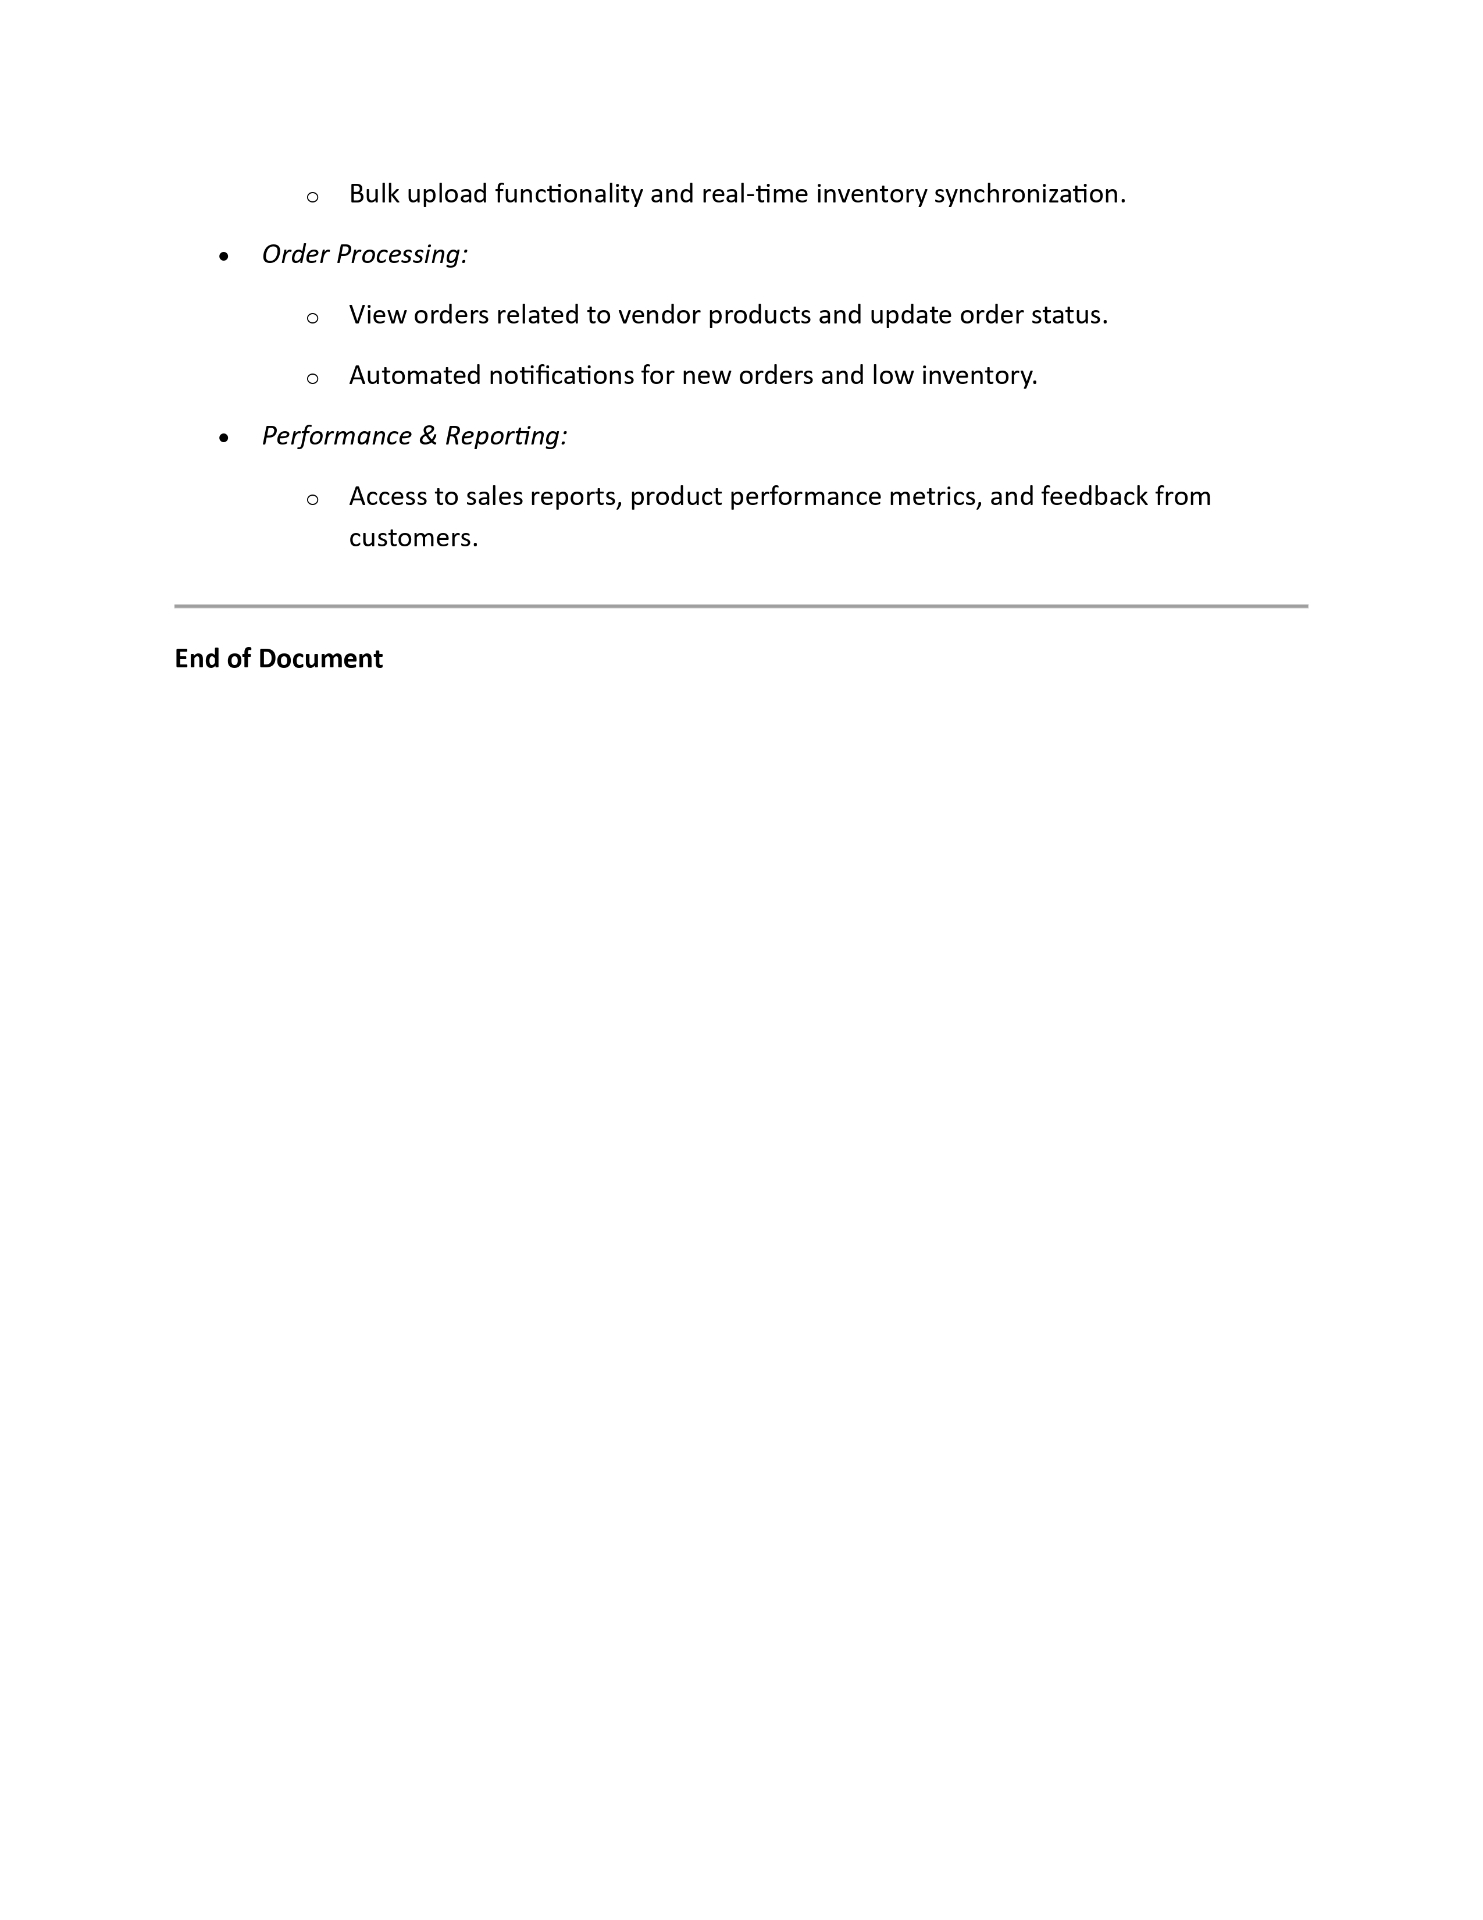 o Bulk upload functionality and real-time inventory synchronization.
• Order Processing:
o View orders related to vendor products and update order status.
o Automated notifications for new orders and low inventory.
• Performance & Reporting:
o Access to sales reports, product performance metrics, and feedback from
customers.
End of Document